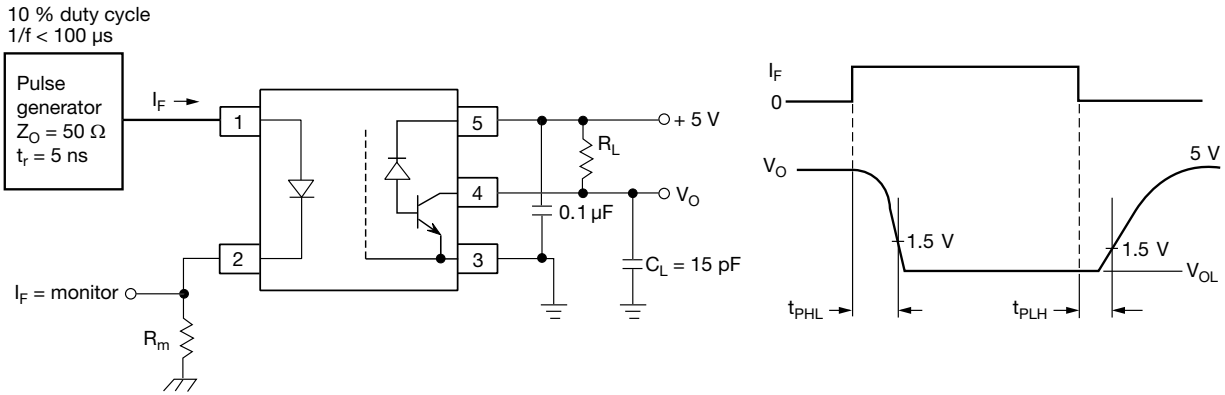 10 % duty cycle
1/f < 100 µs
Pulse
generator
Z_O = 50 Ω
t_r = 5 ns
I_F
1
2
I_F = monitor
R_m
5
4
3
+ 5 V
R_L
V_O
0.1 µF
C_L = 15 pF
I_F
0
V_O
5 V
1.5 V
1.5 V
V_OL
t_PHL
t_PLH